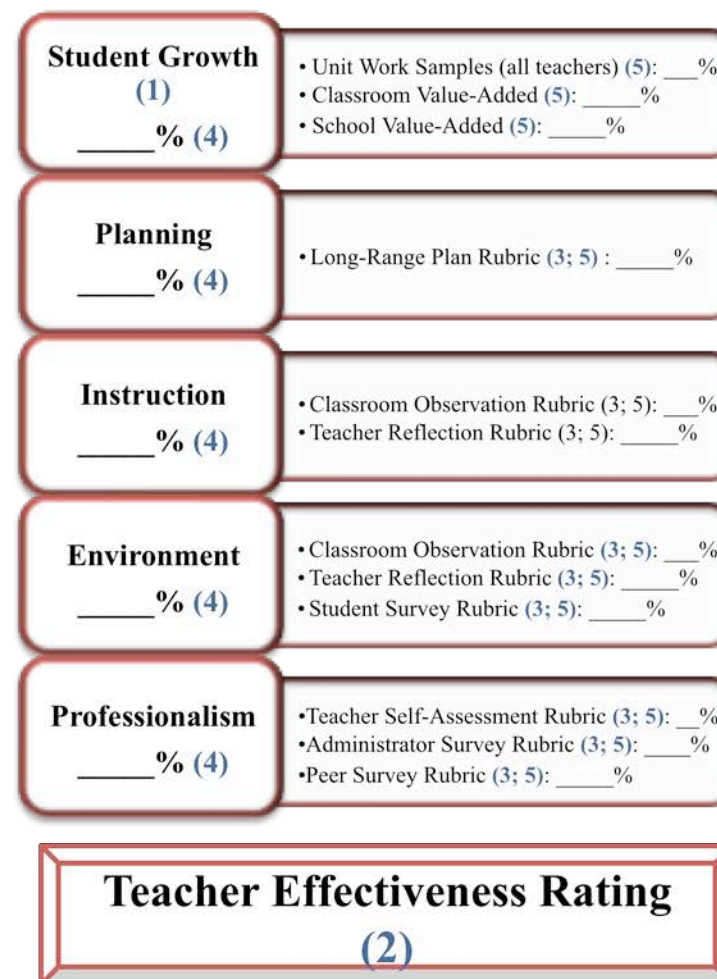 Student Growth
(1)
_____% (4)
• Unit Work Samples (all teachers) (5): ___%
• Classroom Value-Added (5): _____%
• School Value-Added (5): _____%
Planning
_____% (4)
• Long-Range Plan Rubric (3; 5) : _____%
Instruction
_____% (4)
• Classroom Observation Rubric (3; 5): ___%
• Teacher Reflection Rubric (3; 5): _____%
Environment
_____% (4)
• Classroom Observation Rubric (3; 5): ___%
• Teacher Reflection Rubric (3; 5): _____%
• Student Survey Rubric (3; 5): _____%
Professionalism
_____% (4)
•Teacher Self-Assessment Rubric (3; 5): __%
•Administrator Survey Rubric (3; 5): ____%
•Peer Survey Rubric (3; 5): _____%
Teacher Effectiveness Rating
(2)